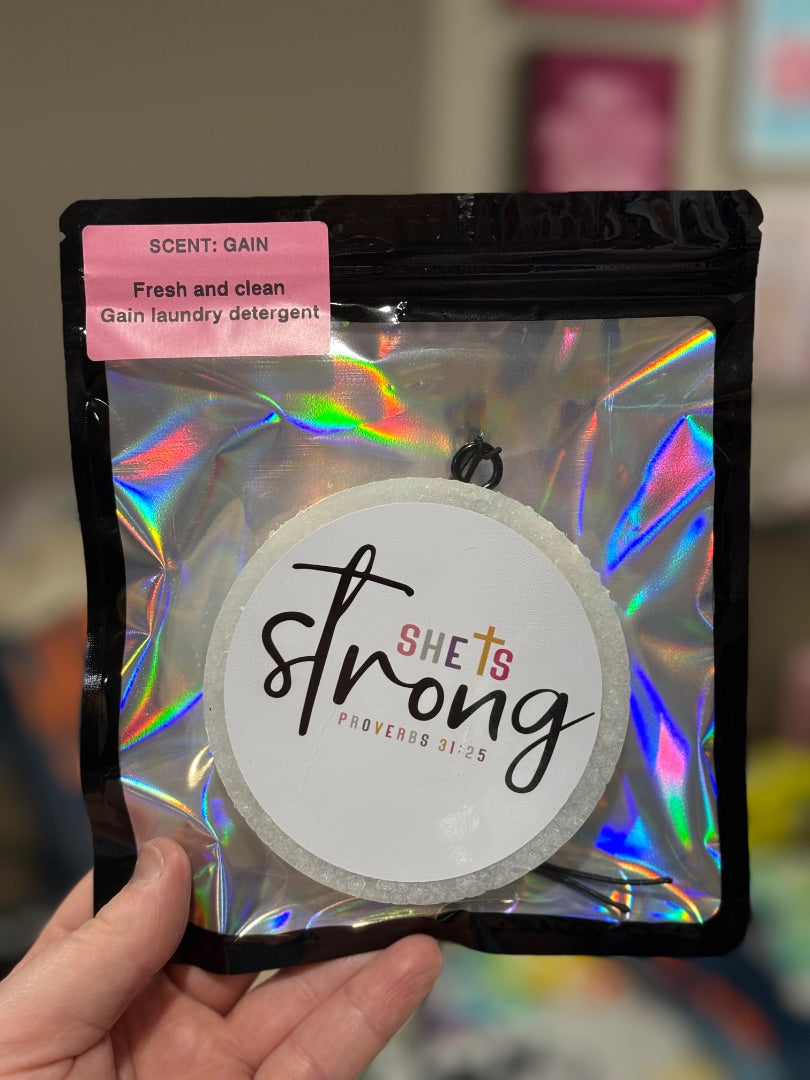 SCENT: GAIN
Fresh and clean
Gain laundry detergent
SHE IS
strong
PROVERBS 31:25